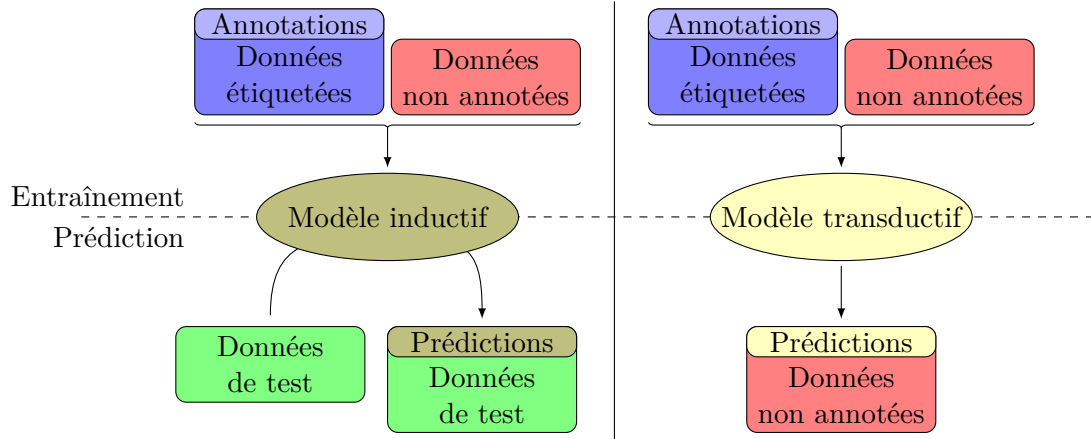 Annotations
Données
étiquetées
Données
non annotées
Annotations
Données
étiquetées
Données
non annotées
Entraînement
Prédiction
Modèle inductif
Modèle transductif
Données
de test
Prédictions
Données
de test
Prédictions
Données
non annotées